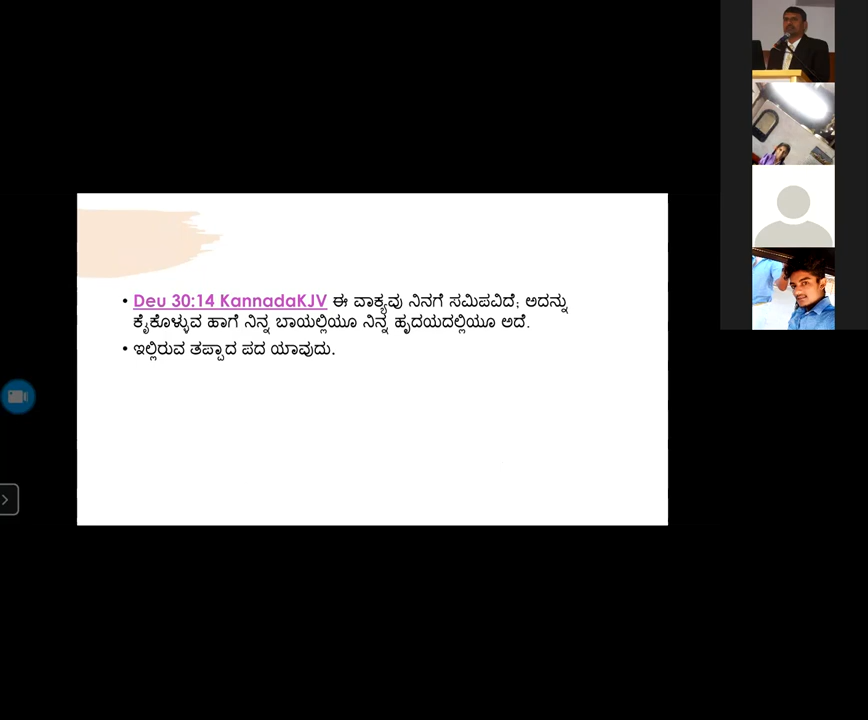 • Deu 30:14 KannadaKJV ಈ ವಾಕ್ಯವು ನಿನಗೆ ಸಮಿಪವಿದೆ; ಅದನ್ನು
ಕೈಕೊಳ್ಳುವ ಹಾಗೆ ನಿನ್ನ ಬಾಯಲ್ಲಿಯೂ ನಿನ್ನ ಹೃದಯದಲ್ಲಿಯೂ ಅದೆ.
• ಇಲ್ಲಿರುವ ತಪ್ಪಾದ ಪದ ಯಾವುದು.